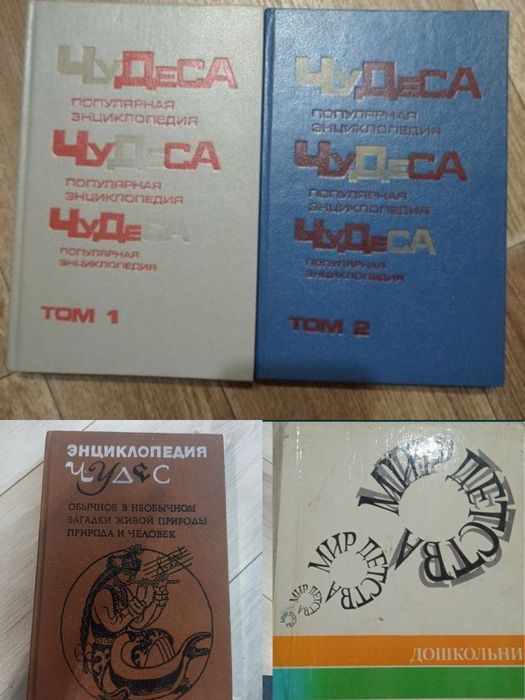 ЧУДЕСА
ПОПУЛЯРНАЯ
ЭНЦИКЛОПЕДИЯ
ЧУДЕСА
ПОПУЛЯРНАЯ
ЭНЦИКЛОПЕДИЯ
ЧУДЕСА
ПОПУЛЯРНАЯ
ЭНЦИКЛОПЕДИЯ
ТОМ 1
ЧУДЕСА
ПОПУЛЯРНАЯ
ЭНЦИКЛОПЕДИЯ
ЧУДЕСА
ПОПУЛЯРНАЯ
ЭНЦИКЛОПЕДИЯ
ЧУДЕСА
ПОПУЛЯРНАЯ
ЭНЦИКЛОПЕДИЯ
ТОМ 2
ЭНЦИКЛОПЕДИЯ
ЧУДЕС
ОБЫЧНОЕ В НЕОБЫЧНОМ
ЗАГАДКИ ЖИВОЙ ПРИРОДЫ
ПРИРОДА И ЧЕЛОВЕК
МИР ДЕТСТВА
МИР ДЕТСТВА
МИР ДЕТСТВА
ДОШКОЛЬНИ